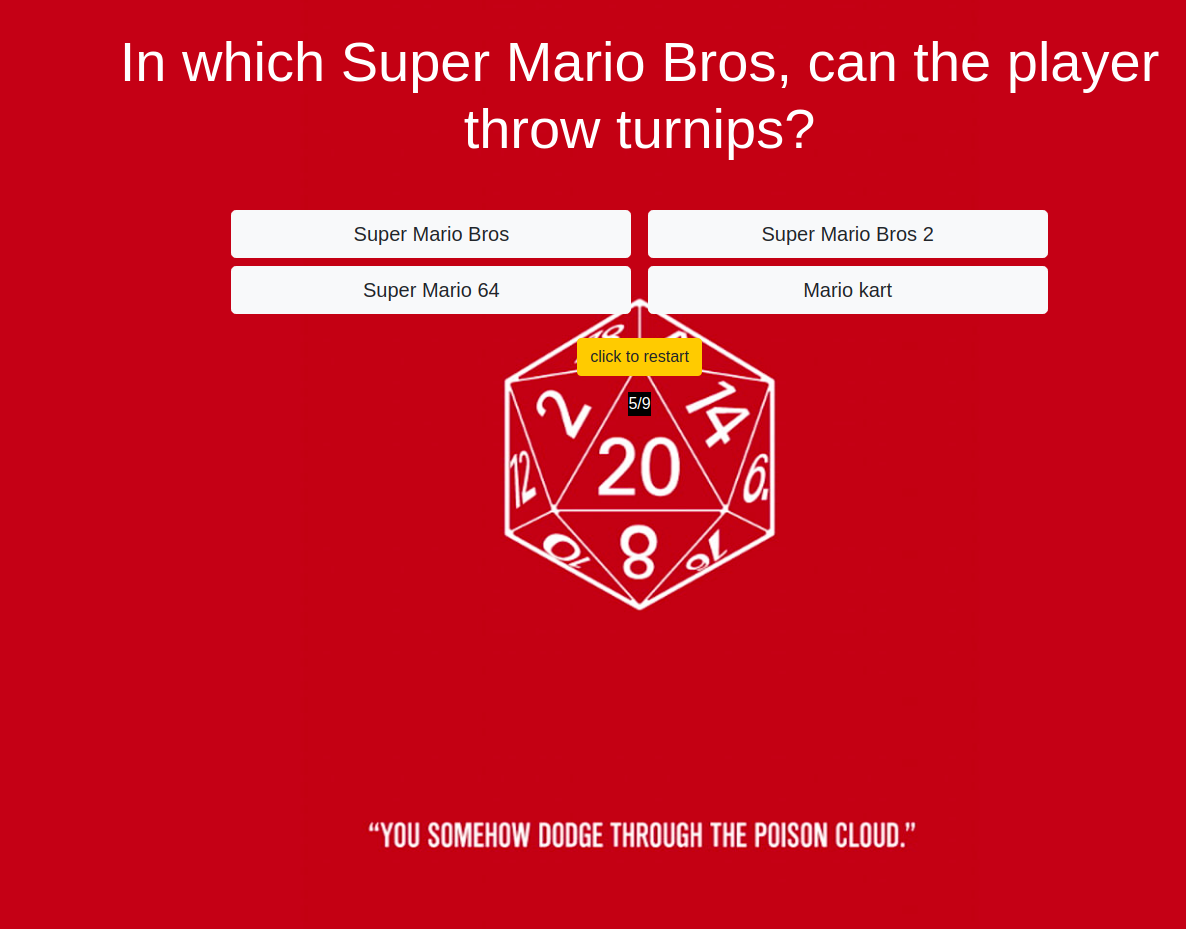 In which Super Mario Bros, can the player
throw turnips?
Super Mario Bros
Super Mario Bros 2
Super Mario 64
Mario kart
click to restart
5/9
2
14
20
12
6.
8
10
16
“YOU SOMEHOW DODGE THROUGH THE POISON CLOUD.”